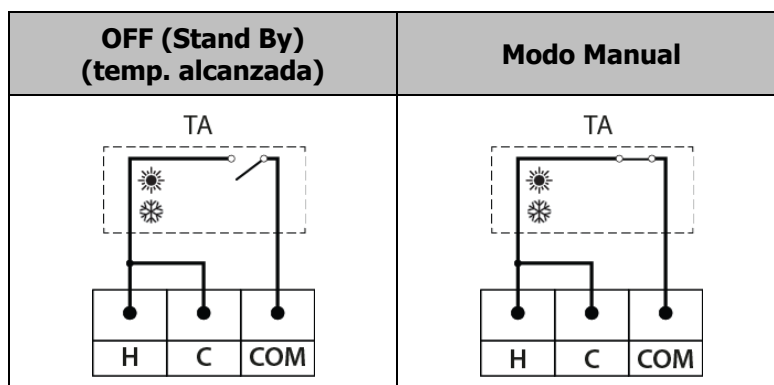 OFF (Stand By)
(temp. alcanzada)
Modo Manual
TA
TA
H C COM
H C COM